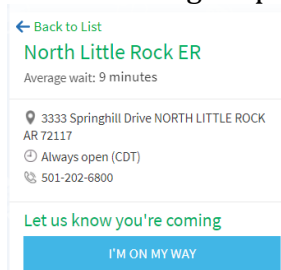 ← Back to List
North Little Rock ER
Average wait: 9 minutes
3333 Springhill Drive NORTH LITTLE ROCK
AR 72117
Always open (CDT)
501-202-6800
Let us know you're coming
I'M ON MY WAY